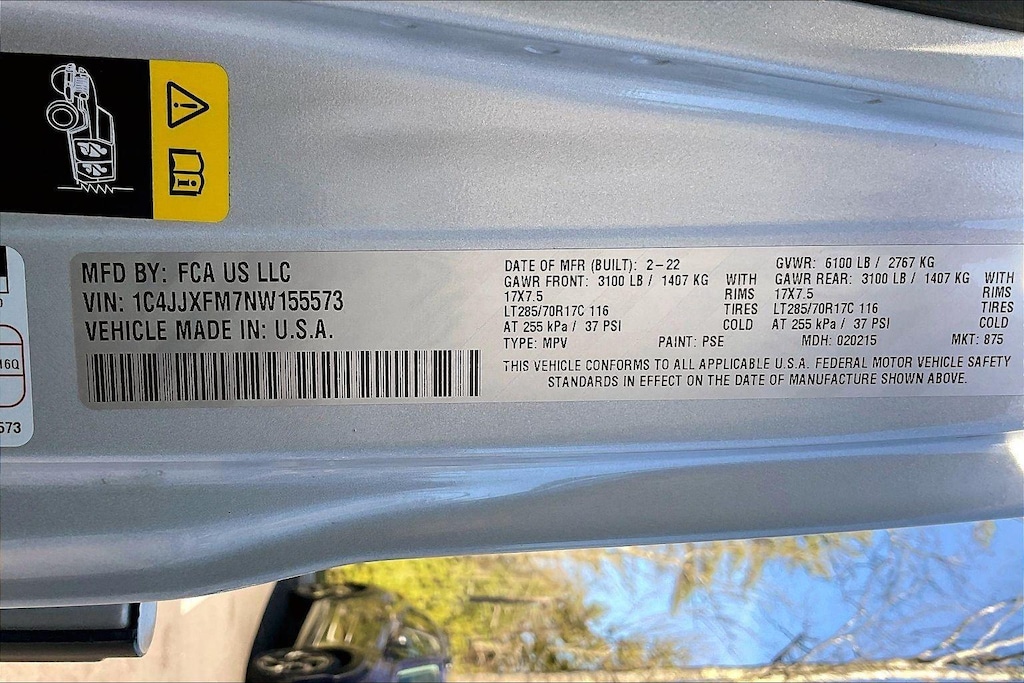 MFD BY: FCA US LLC
VIN: 1C4JJXFM7NW155573
VEHICLE MADE IN: U.S.A.
DATE OF MFR (BUILT): 2-22
GAWR FRONT: 3100 LB / 1407 KG WITH
17X7.5 RIMS
LT285/70R17C 116 TIRES
AT 255 kPa / 37 PSI COLD
TYPE: MPV PAINT: PSE
GVWR: 6100 LB / 2767 KG
GAWR REAR: 3100 LB / 1407 KG WITH
17X7.5 RIMS
LT285/70R17C 116 TIRES
AT 255 kPa / 37 PSI COLD
MDH: 020215 MKT: 875
THIS VEHICLE CONFORMS TO ALL APPLICABLE U.S.A. FEDERAL MOTOR VEHICLE SAFETY
STANDARDS IN EFFECT ON THE DATE OF MANUFACTURE SHOWN ABOVE.
16Q
573